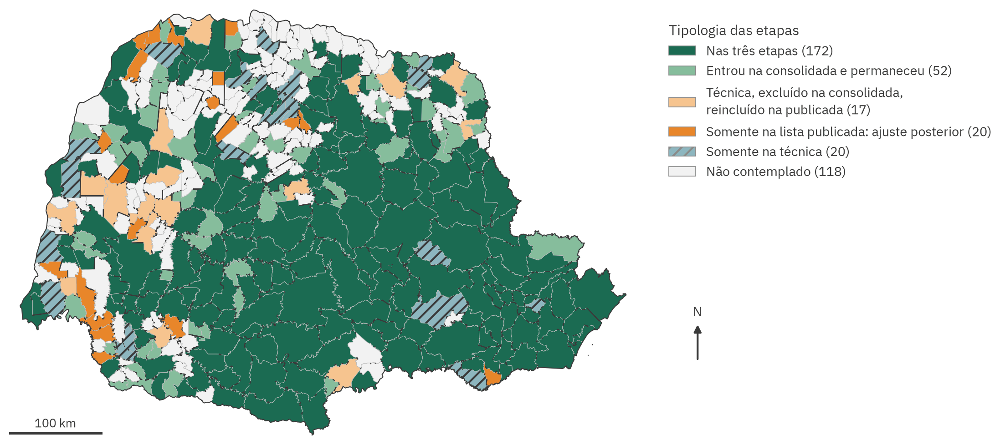 Tipologia das etapas
Nas três etapas (172)
Entrou na consolidada e permaneceu (52)
Técnica, excluído na consolidada,
reincluído na publicada (17)
Somente na lista publicada: ajuste posterior (20)
Somente na técnica (20)
Não contemplado (118)
N
100 km